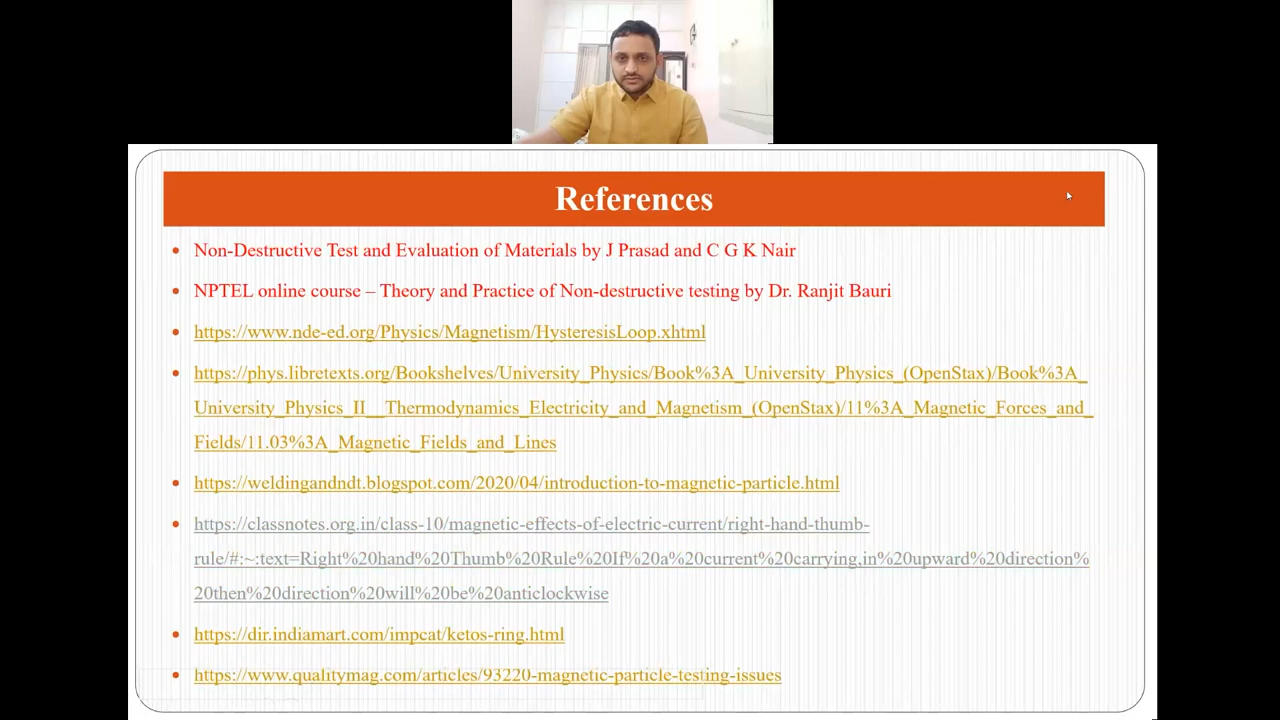 References
Non-Destructive Test and Evaluation of Materials by J Prasad and C G K Nair
NPTEL online course – Theory and Practice of Non-destructive testing by Dr. Ranjit Bauri
https://www.nde-ed.org/Physics/Magnetism/HysteresisLoop.xhtml
https://phys.libretexts.org/Bookshelves/University_Physics/Book%3A_University_Physics_(OpenStax)/Book%3A_
University_Physics_II__Thermodynamics_Electricity_and_Magnetism_(OpenStax)/11%3A_Magnetic_Forces_and_
Fields/11.03%3A_Magnetic_Fields_and_Lines
https://weldingandndt.blogspot.com/2020/04/introduction-to-magnetic-particle.html
https://classnotes.org.in/class-10/magnetic-effects-of-electric-current/right-hand-thumb-
rule/#:~:text=Right%20hand%20Thumb%20Rule%20If%20a%20current%20carrying,in%20upward%20direction%
20then%20direction%20will%20be%20anticlockwise
https://dir.indiamart.com/impcat/ketos-ring.html
https://www.qualitymag.com/articles/93220-magnetic-particle-testing-issues